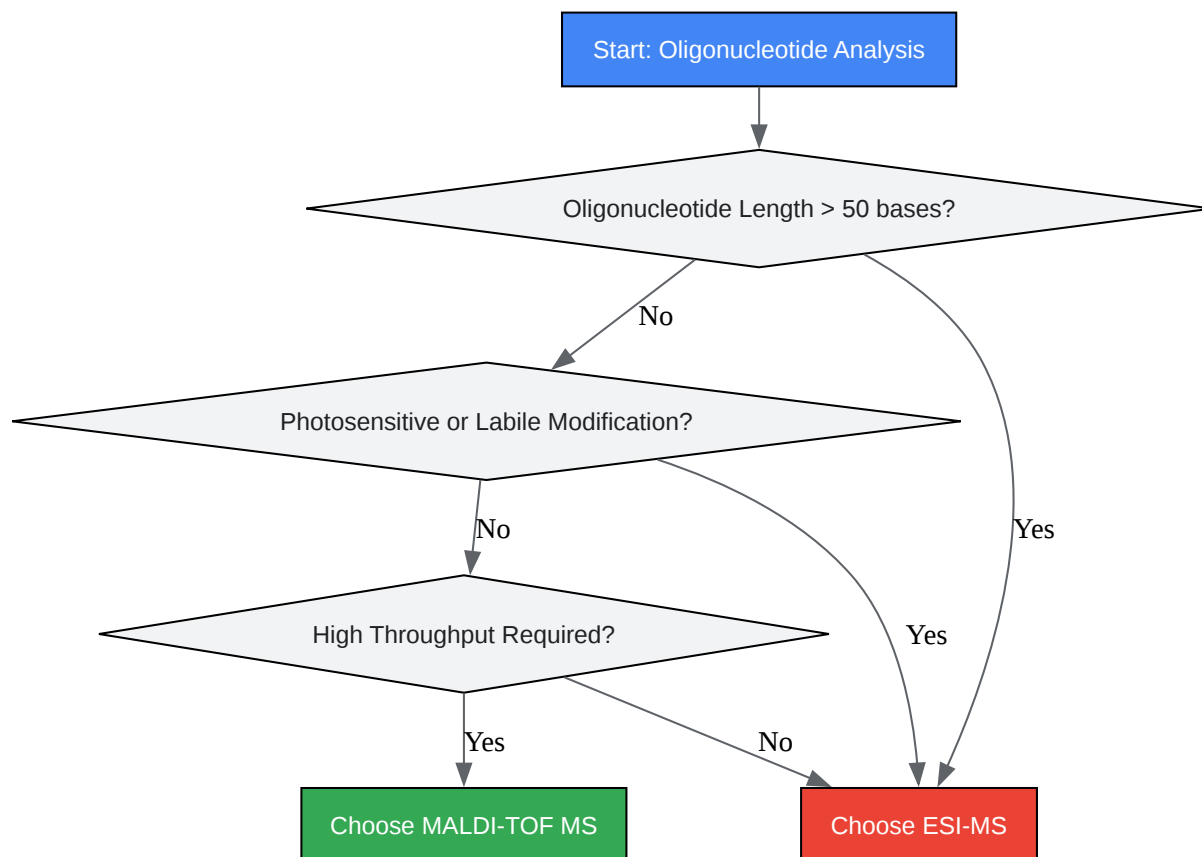 Start: Oligonucleotide Analysis
Oligonucleotide Length > 50 bases?
No
Photosensitive or Labile Modification?
No
Yes
High Throughput Required?
Yes
Yes
No
Choose MALDI-TOF MS
Choose ESI-MS